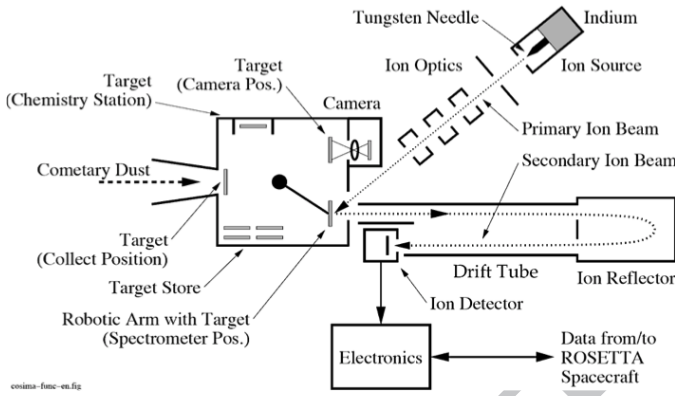 Tungsten Needle
Indium
Target
(Chemistry Station)
Target
(Camera Pos.)
Ion Optics
Ion Source
Camera
Primary Ion Beam
Cometary Dust
Secondary Ion Beam
Target
(Collect Position)
Target Store
Drift Tube
Ion Reflector
Ion Detector
Robotic Arm with Target
(Spectrometer Pos.)
Electronics
Data from/to
ROSETTA
Spacecraft
cosima-func-en.fig